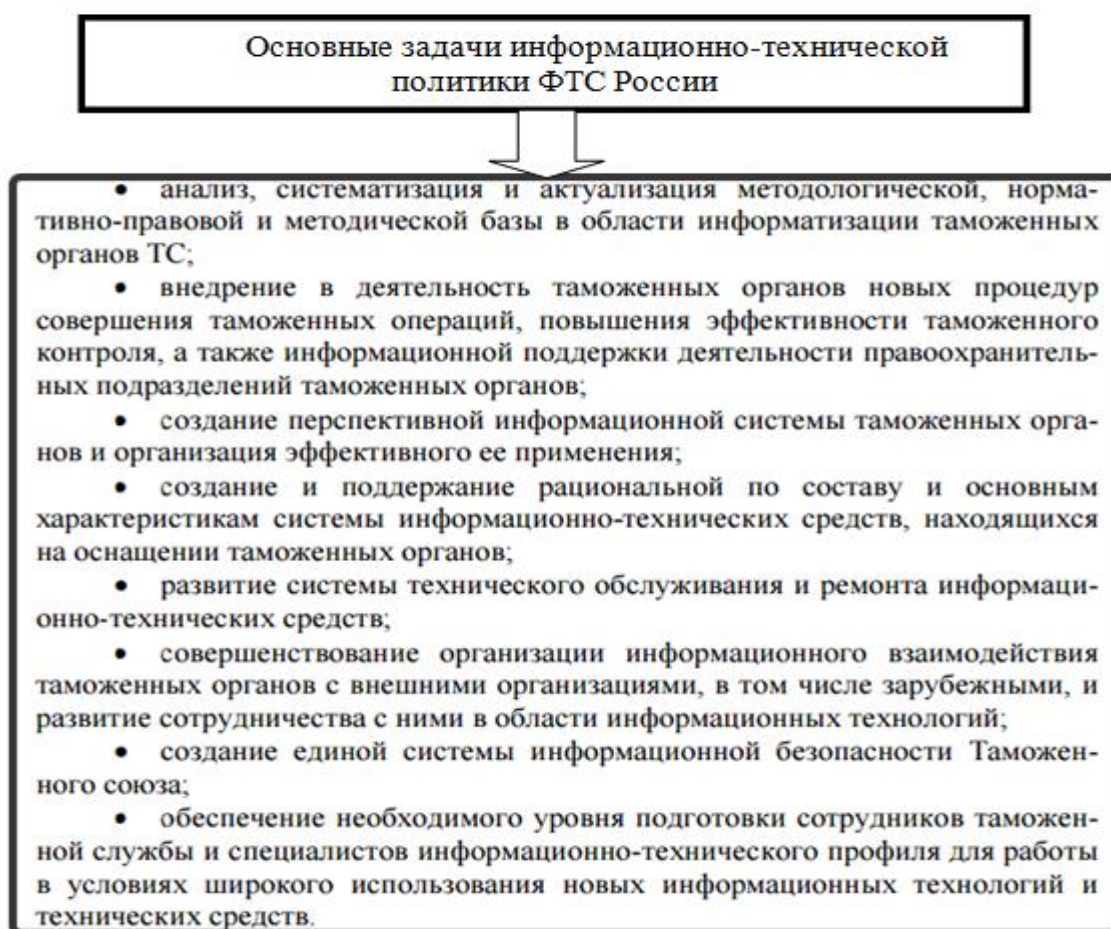 Основные задачи информационно-технической
политики ФТС России
• анализ, систематизация и актуализация методологической, норма-
тивно-правовой и методической базы в области информатизации таможенных
органов ТС;
• внедрение в деятельность таможенных органов новых процедур
совершения таможенных операций, повышения эффективности таможенного
контроля, а также информационной поддержки деятельности правоохранитель-
ных подразделений таможенных органов;
• создание перспективной информационной системы таможенных орга-
нов и организация эффективного ее применения;
• создание и поддержание рациональной по составу и основным
характеристикам системы информационно-технических средств, находящихся
на оснащении таможенных органов;
• развитие системы технического обслуживания и ремонта информаци-
онно-технических средств;
• совершенствование организации информационного взаимодействия
таможенных органов с внешними организациями, в том числе зарубежными, и
развитие сотрудничества с ними в области информационных технологий;
• создание единой системы информационной безопасности Таможен-
ного союза;
• обеспечение необходимого уровня подготовки сотрудников таможен-
ной службы и специалистов информационно-технического профиля для работы
в условиях широкого использования новых информационных технологий и
технических средств.